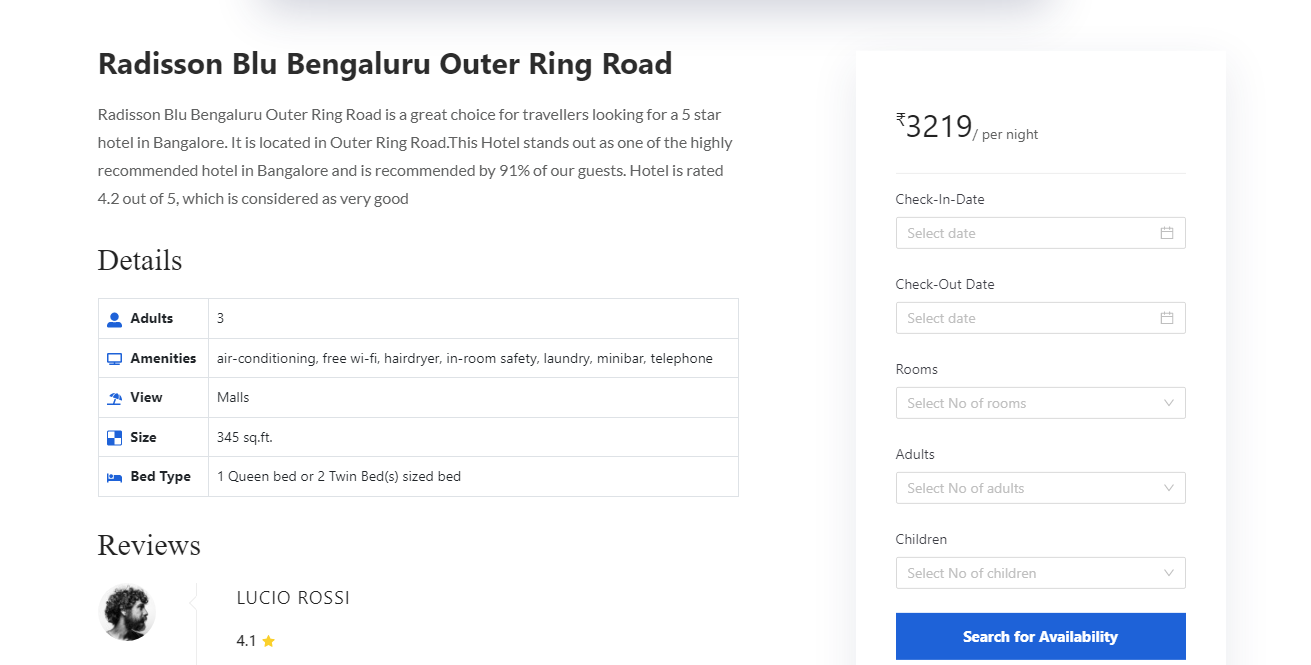 Radisson Blu Bengaluru Outer Ring Road
Radisson Blu Bengaluru Outer Ring Road is a great choice for travellers looking for a 5 star
hotel in Bangalore. It is located in Outer Ring Road.This Hotel stands out as one of the highly
recommended hotel in Bangalore and is recommended by 91% of our guests. Hotel is rated
4.2 out of 5, which is considered as very good
Details
Adults 3
Amenities air-conditioning, free wi-fi, hairdryer, in-room safety, laundry, minibar, telephone
View Malls
Size 345 sq.ft.
Bed Type 1 Queen bed or 2 Twin Bed(s) sized bed
Reviews
LUCIO ROSSI
4.1
₹3219/ per night
Check-In-Date
Select date
Check-Out Date
Select date
Rooms
Select No of rooms
Adults
Select No of adults
Children
Select No of children
Search for Availability